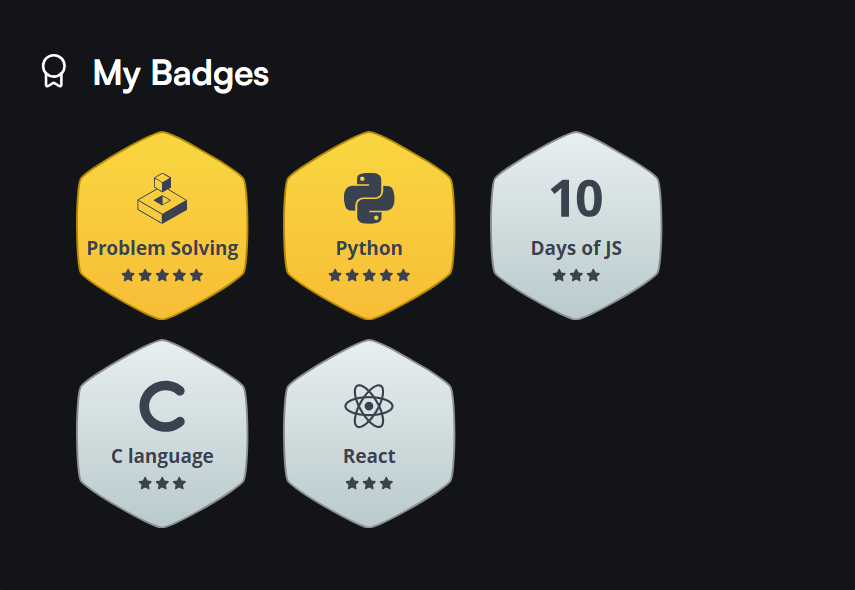 My Badges
Problem Solving
Python
10
Days of JS
C language
React